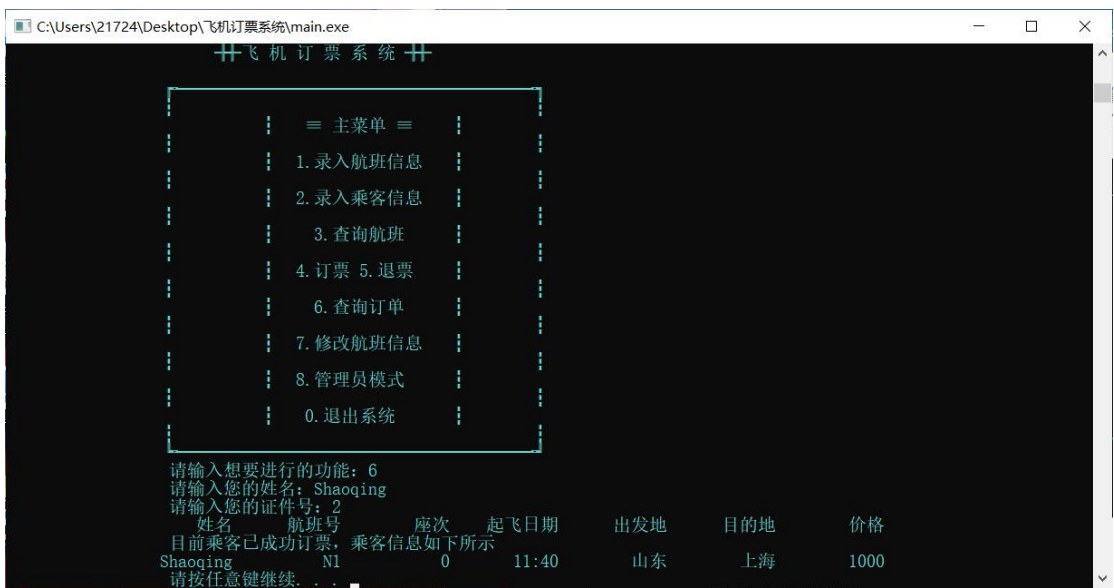 C:\Users\21724\Desktop\飞机订票系统\main.exe
飞 机 订 票 系 统
≡ 主菜单 ≡
1.录入航班信息
2.录入乘客信息
3.查询航班
4.订票 5.退票
6.查询订单
7.修改航班信息
8.管理员模式
0.退出系统
请输入想要进行的功能: 6
请输入您的姓名: Shaoqing
请输入您的证件号: 2
姓名 航班号 座次 起飞日期 出发地 目的地 价格
目前乘客已成功订票, 乘客信息如下所示
Shaoqing N1 0 11:40 山东 上海 1000
请按任意键继续. . .